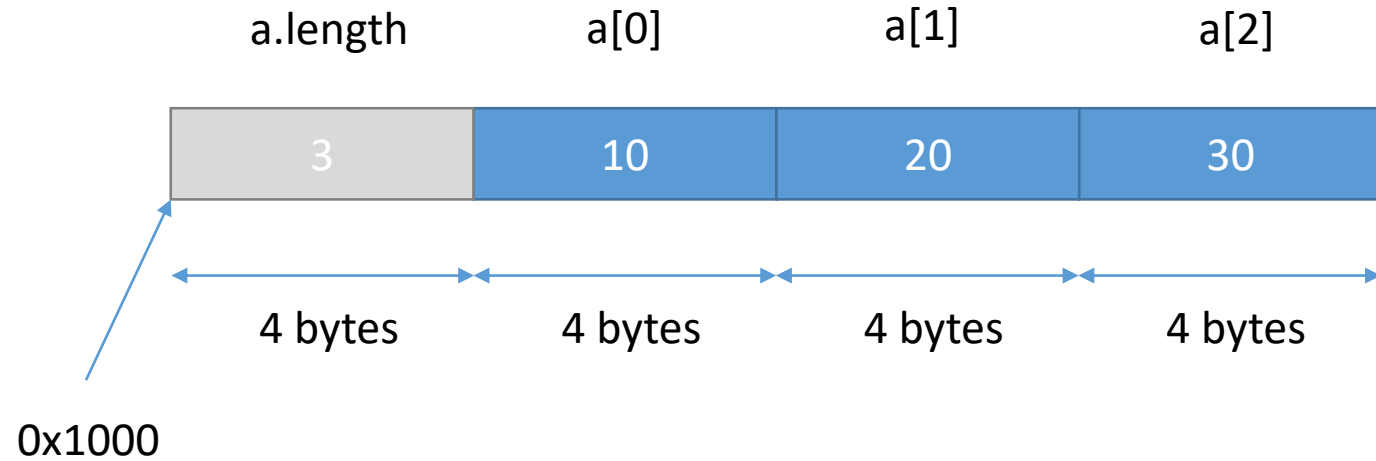 a.length a[0] a[1] a[2]
3 10 20 30
4 bytes 4 bytes 4 bytes 4 bytes
0x1000